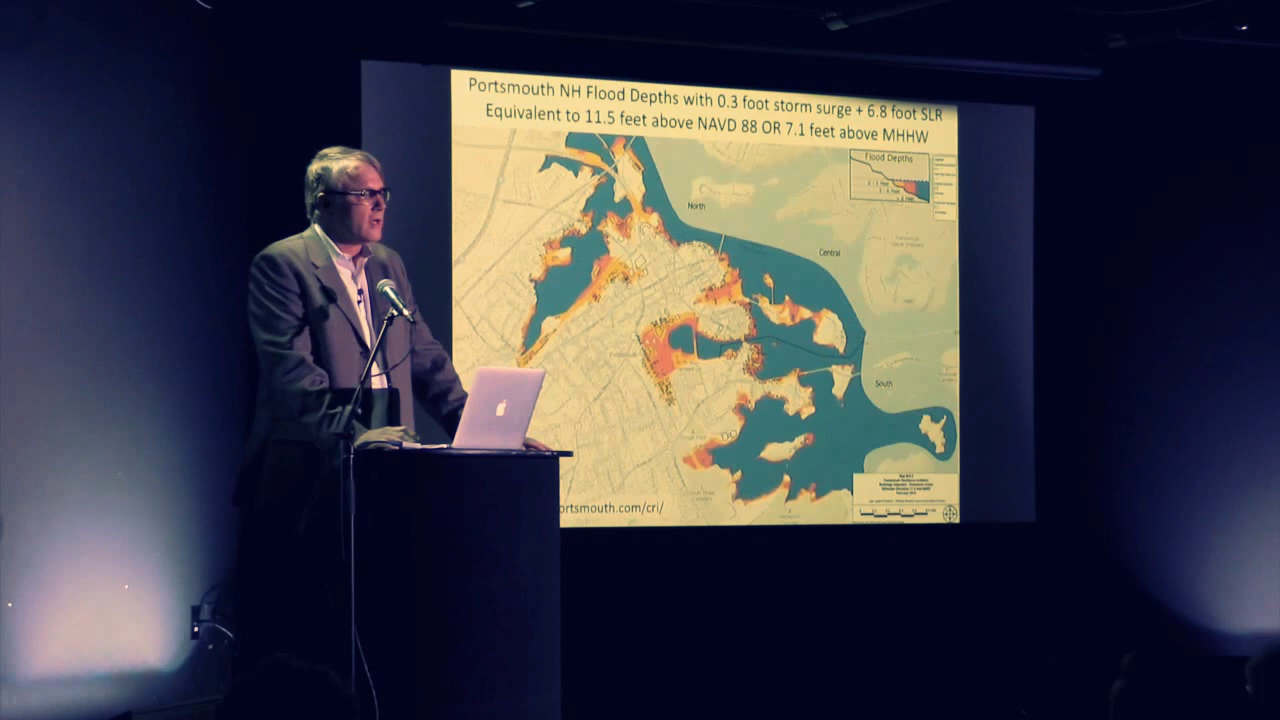 Portsmouth NH Flood Depths with 0.3 foot storm surge + 6.8 foot SLR
Equivalent to 11.5 feet above NAVD 88 OR 7.1 feet above MHHW
Flood Depths
North
Central
South
ortsmouth.com/cri/